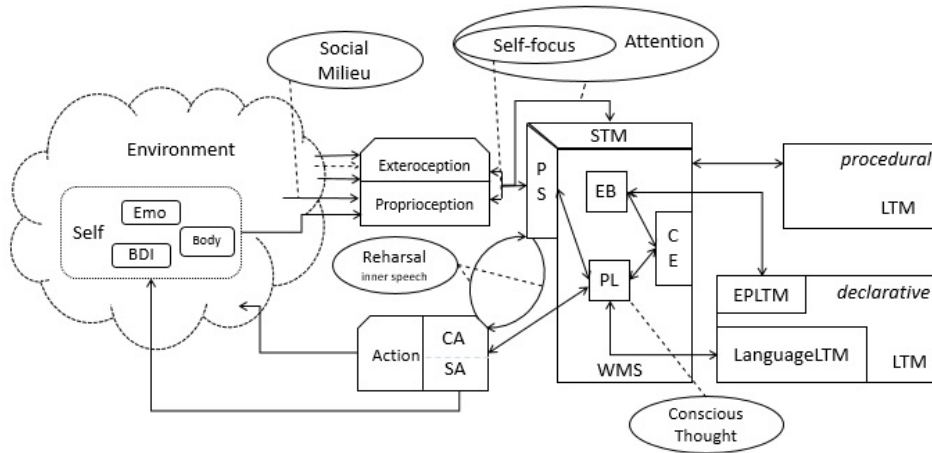 Social
Milieu
Self-focus
Attention
Environment
Self
Emo
BDI
Body
Exteroception
Proprioception
STM
P
S
EB
C
E
PL
WMS
procedural
LTM
EPLTM
declarative
LanguageLTM
LTM
Reharsal
inner speech
Action
CA
SA
Conscious
Thought